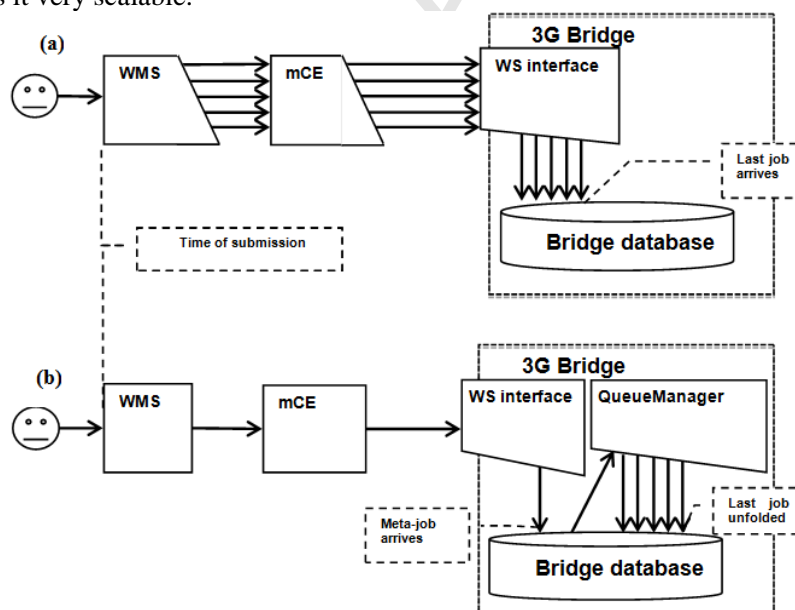 s it very scalable.
(a)
3G Bridge
WMS
mCE
WS interface
Last job
arrives
Bridge database
Time of submission
(b)
3G Bridge
WMS
mCE
WS interface
QueueManager
Meta-job
arrives
Last job
unfolded
Bridge database